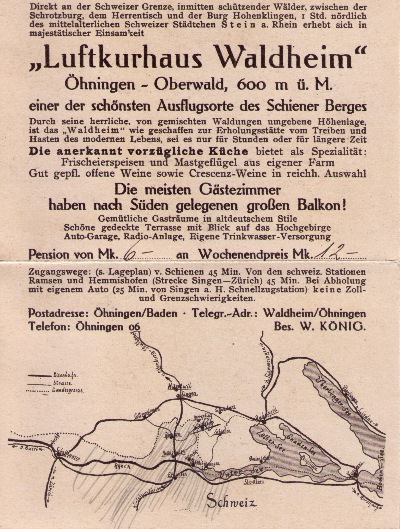 Direkt an der Schweizer Grenze, inmitten schützender Wälder, zwischen der
Schrotzburg, dem Herrentisch und der Burg Hohenklingen, 1 Std. nördlich
des mittelalterlichen Schweizer Städtchen Stein a. Rhein erhebt sich in
majestätischer Einsamkeit
„Luftkurhaus Waldheim“
Öhningen - Oberwald, 600 m ü. M.
einer der schönsten Ausflugsorte des Schiener Berges
Durch seine herrliche, von gemischten Waldungen umgebene Höhenlage,
ist das „Waldheim“ wie geschaffen zur Erholungsstätte vom Treiben und
Hasten des modernen Lebens, sei es nur für Stunden oder für längere Zeit
Die anerkannt vorzügliche Küche bietet als Spezialität:
Frischeierspeisen und Mastgeflügel aus eigener Farm
Gut gepfl. offene Weine sowie Crescenz-Weine in reichh. Auswahl
Die meisten Gästezimmer
haben nach Süden gelegenen großen Balkon!
Gemütliche Gasträume in altdeutschem Stile
Schöne gedeckte Terrasse mit Blick auf das Hochgebirge
Auto-Garage, Radio-Anlage, Eigene Trinkwasser-Versorgung
Pension von Mk. 6.- an Wochenendpreis Mk. 12.-
Zugangswege: (s. Lageplan) v. Schienen 45 Min. Von den schweiz. Stationen
Ramsen und Hemmishofen (Strecke Singen—Zürich) 45 Min. Bei Abholung
mit eigenem Auto (25 Min. von Singen a. H. Schnellzugstation) keine Zoll-
und Grenzschwierigkeiten.
Postadresse: Öhningen/Baden · Telegr.-Adr.: Waldheim/Öhningen
Telefon: Öhningen 06 Bes. W. KÖNIG.
Strasse
Landesgrenze
Singen
Schweiz